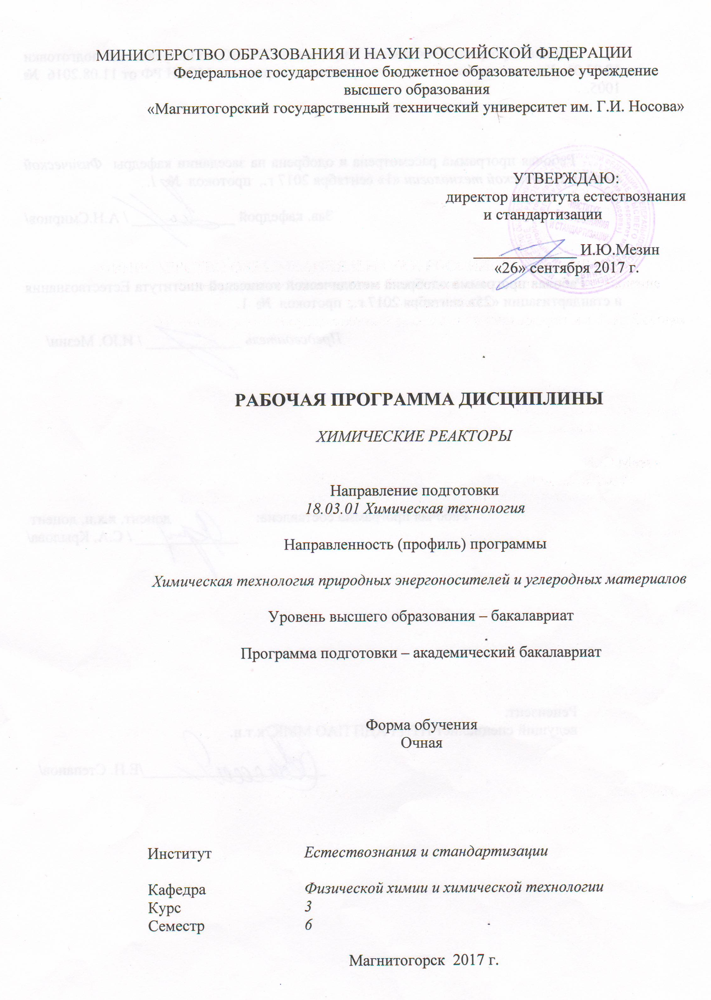 МИНИСТЕРСТВО ОБРАЗОВАНИЯ И НАУКИ РОССИЙСКОЙ ФЕДЕРАЦИИ
Федеральное государственное бюджетное образовательное учреждение
высшего образования
«Магнитогорский государственный технический университет им. Г.И. Носова»
УТВЕРЖДАЮ:
директор института естествознания
и стандартизации
И.Ю.Мезин
«26» сентября 2017 г.
РАБОЧАЯ ПРОГРАММА ДИСЦИПЛИНЫ
ХИМИЧЕСКИЕ РЕАКТОРЫ
Направление подготовки
18.03.01 Химическая технология
Направленность (профиль) программы
Химическая технология природных энергоносителей и углеродных материалов
Уровень высшего образования – бакалавриат
Программа подготовки – академический бакалавриат
Форма обучения
Очная
Институт Естествознания и стандартизации
Кафедра Физической химии и химической технологии
Курс 3
Семестр 6
Магнитогорск 2017 г.